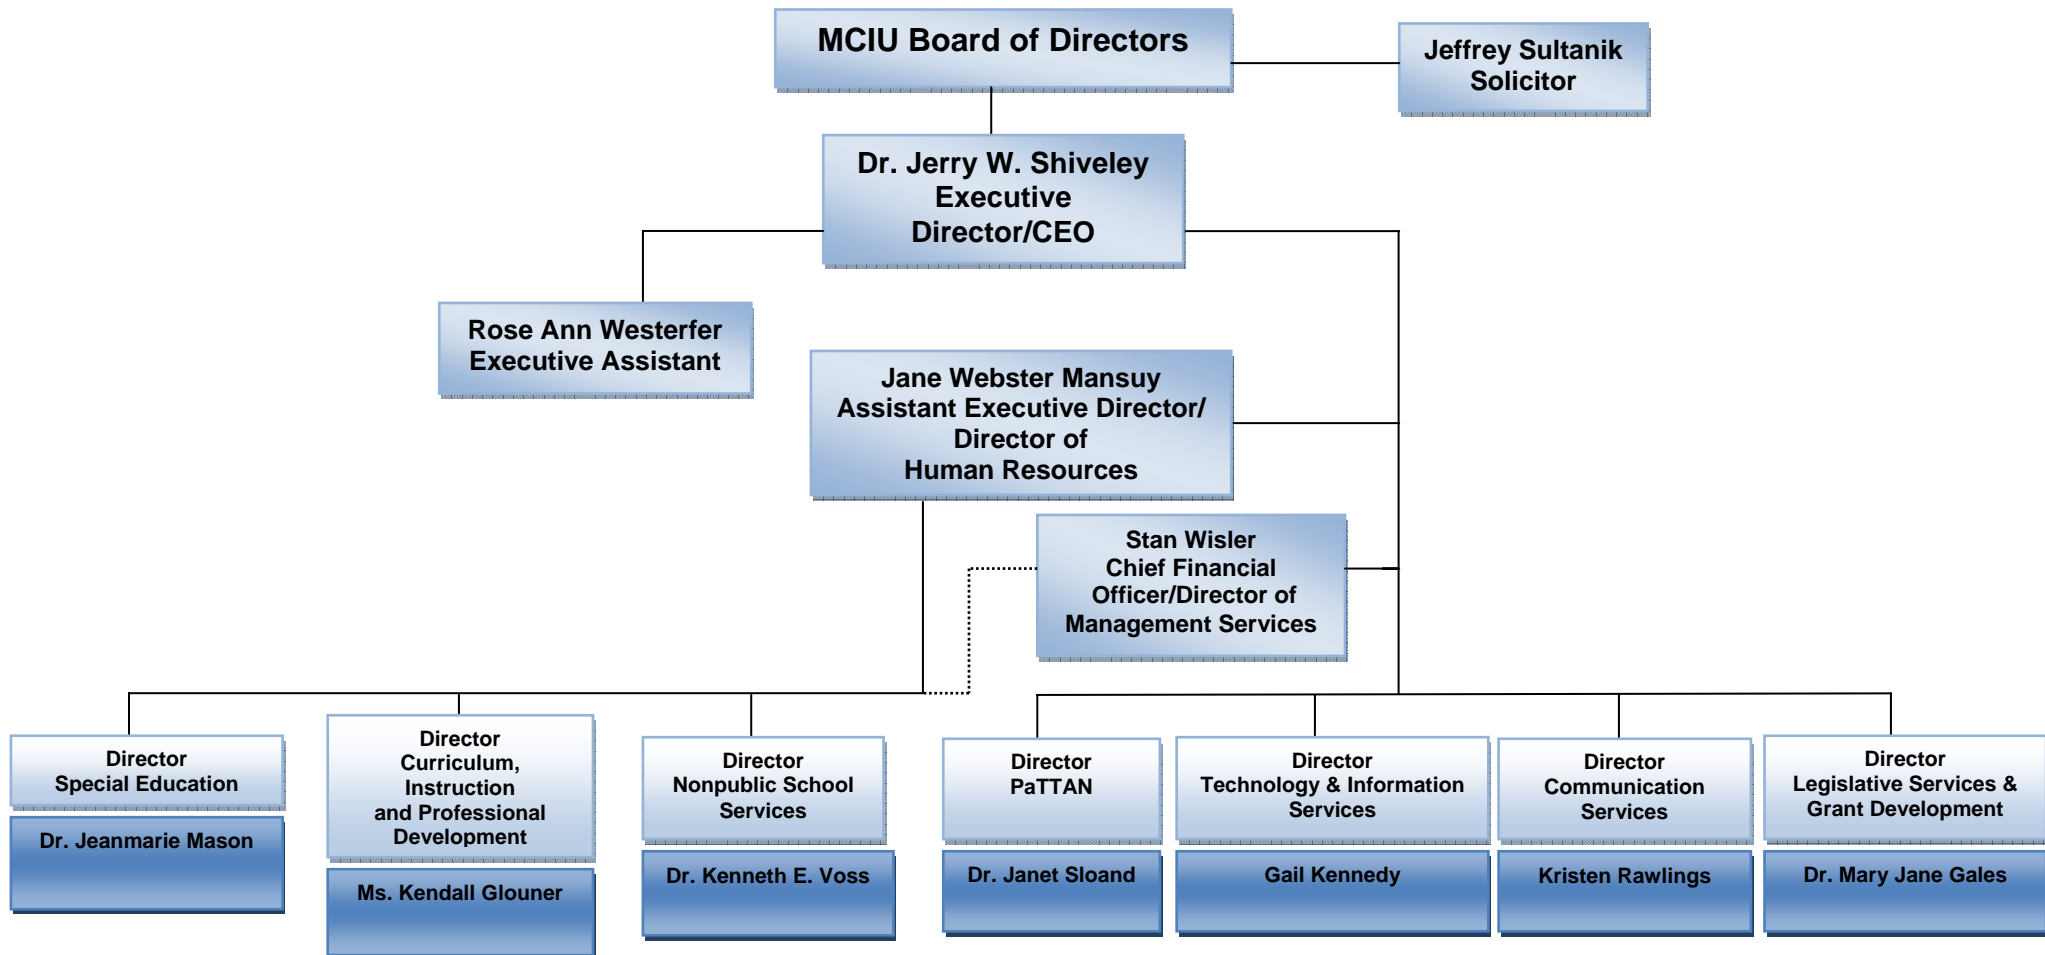 MCIU Board of Directors
Jeffrey Sultanik
Solicitor
Dr. Jerry W. Shiveley
Executive
Director/CEO
Rose Ann Westerfer
Executive Assistant
Jane Webster Mansuy
Assistant Executive Director/
Director of
Human Resources
Stan Wisler
Chief Financial
Officer/Director of
Management Services
Director
Special Education
Dr. Jeanmarie Mason
Director
Curriculum,
Instruction
and Professional
Development
Ms. Kendall Glouner
Director
Nonpublic School
Services
Dr. Kenneth E. Voss
Director
PaTTAN
Dr. Janet Sloand
Director
Technology & Information
Services
Gail Kennedy
Director
Communication
Services
Kristen Rawlings
Director
Legislative Services &
Grant Development
Dr. Mary Jane Gales